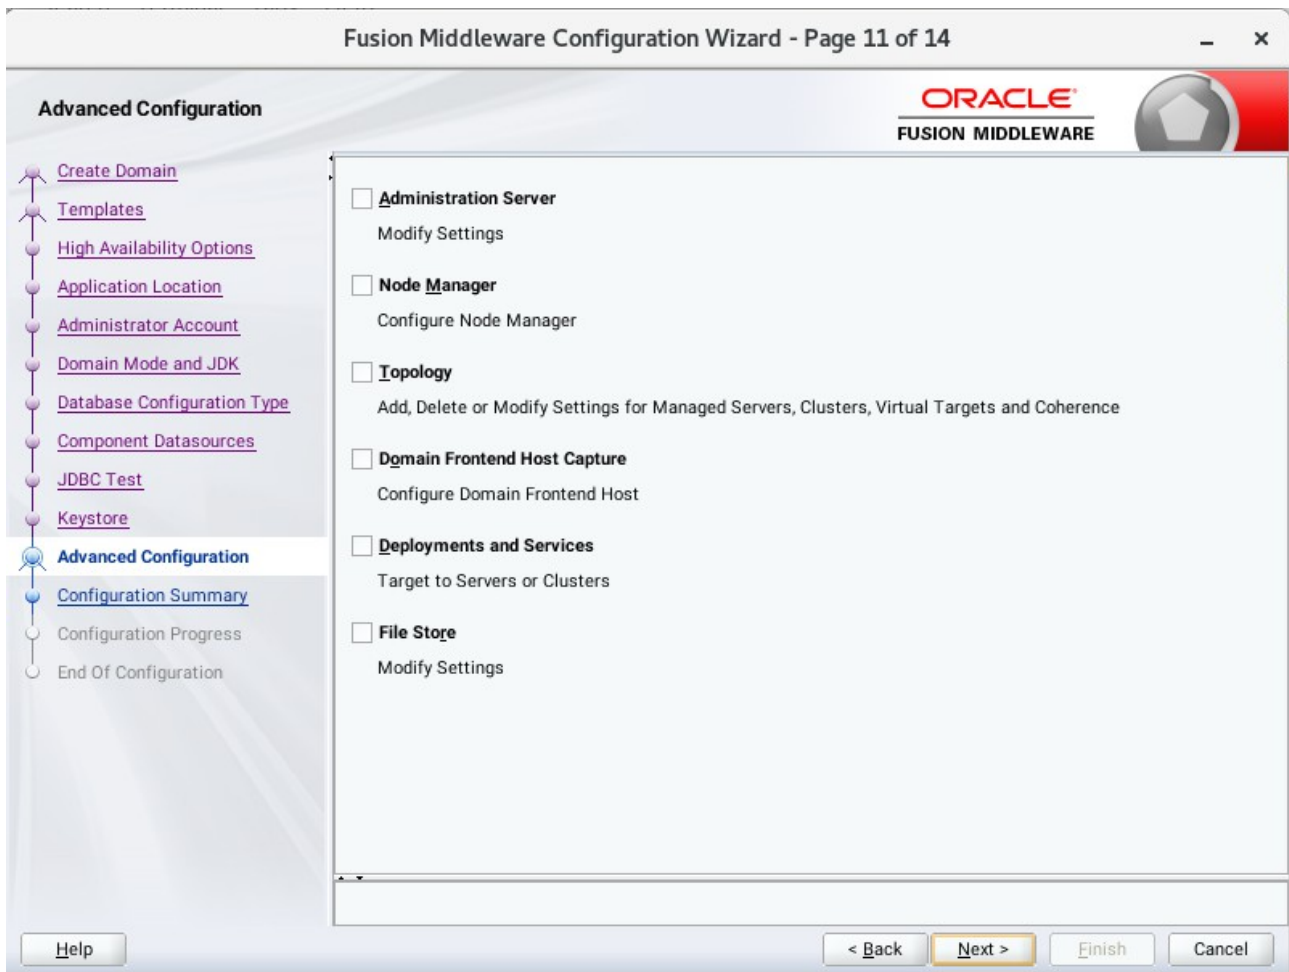 Fusion Middleware Configuration Wizard - Page 11 of 14
Advanced Configuration
ORACLE
FUSION MIDDLEWARE
Create Domain
Templates
High Availability Options
Application Location
Administrator Account
Domain Mode and JDK
Database Configuration Type
Component Datasources
JDBC Test
Keystore
Advanced Configuration
Configuration Summary
Configuration Progress
End Of Configuration
Administration Server
Modify Settings
Node Manager
Configure Node Manager
Topology
Add, Delete or Modify Settings for Managed Servers, Clusters, Virtual Targets and Coherence
Domain Frontend Host Capture
Configure Domain Frontend Host
Deployments and Services
Target to Servers or Clusters
File Store
Modify Settings
Help
< Back
Next >
Finish
Cancel